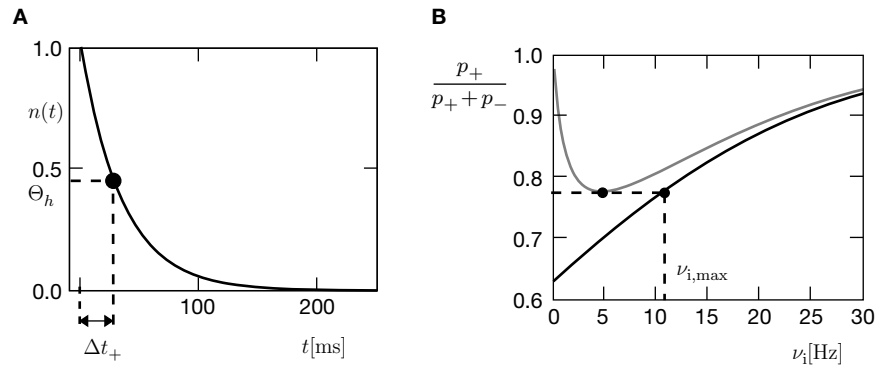 A
1.0
n(t)
0.5
Θ_h
0.0
100
200
Δt_+
t[ms]
B
p_+
p_+ + p_-
1.0
0.9
0.8
0.7
0.6
ν_{i,max}
0
5
10
15
20
25
30
ν_i[Hz]